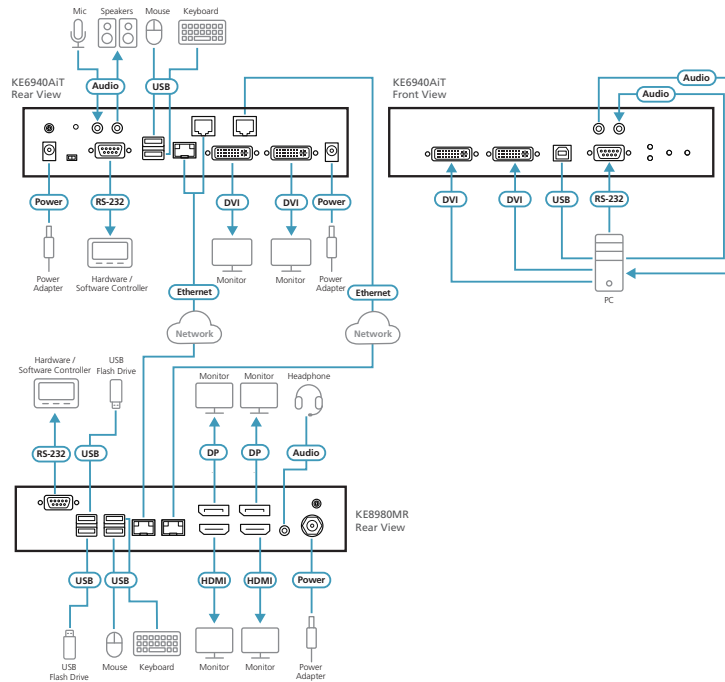 Mic
Speakers
Mouse
Keyboard
KE6940AiT
Rear View
Audio
USB
Power
RS-232
DVI
DVI
Power
Power
Adapter
Hardware /
Software Controller
Monitor
Monitor
Power
Adapter
Ethernet
Ethernet
Network
Network
KE6940AiT
Front View
Audio
Audio
DVI
DVI
USB
RS-232
PC
Hardware /
Software Controller
USB
Flash Drive
Monitor
Monitor
Headphone
RS-232
USB
DP
DP
Audio
KE8980MR
Rear View
USB
USB
HDMI
HDMI
Power
USB
Flash Drive
Mouse
Keyboard
Monitor
Monitor
Power
Adapter